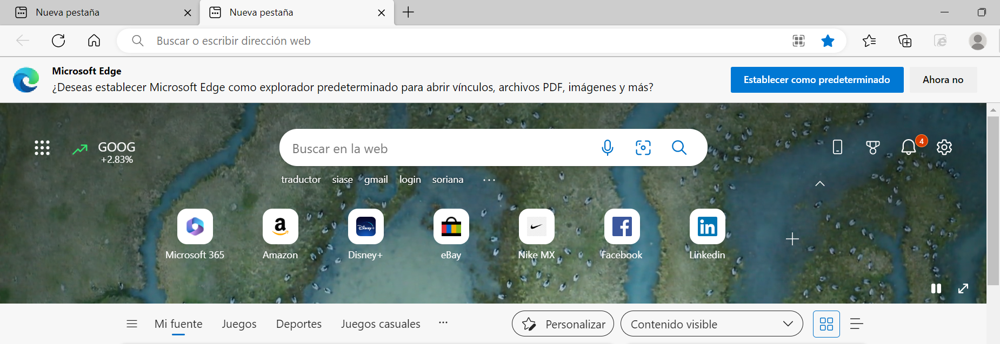 Nueva pestaña
Nueva pestaña
Buscar o escribir dirección web
Microsoft Edge
¿Deseas establecer Microsoft Edge como explorador predeterminado para abrir vínculos, archivos PDF, imágenes y más?
Establecer como predeterminado
Ahora no
GOOG
+2.83%
Buscar en la web
4
traductor siase gmail login soriana ...
a
Disney+
f
in
Microsoft 365
Amazon
Disney+
eBay
Nike MX
Facebook
Linkedin
Mi fuente
Juegos
Deportes
Juegos casuales
...
Personalizar
Contenido visible